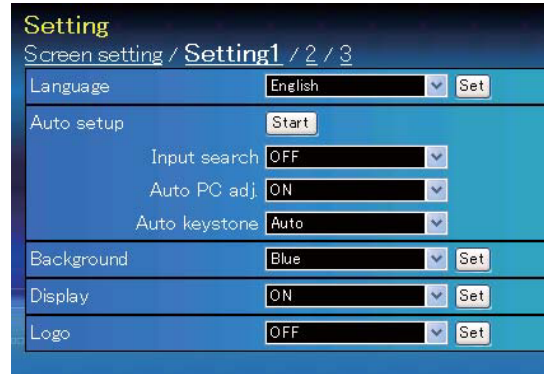 Setting
Screen setting / Setting1 / 2 / 3
Language English Set
Auto setup Start
Input search OFF
Auto PC adj. ON
Auto keystone Auto
Background Blue Set
Display ON Set
Logo OFF Set